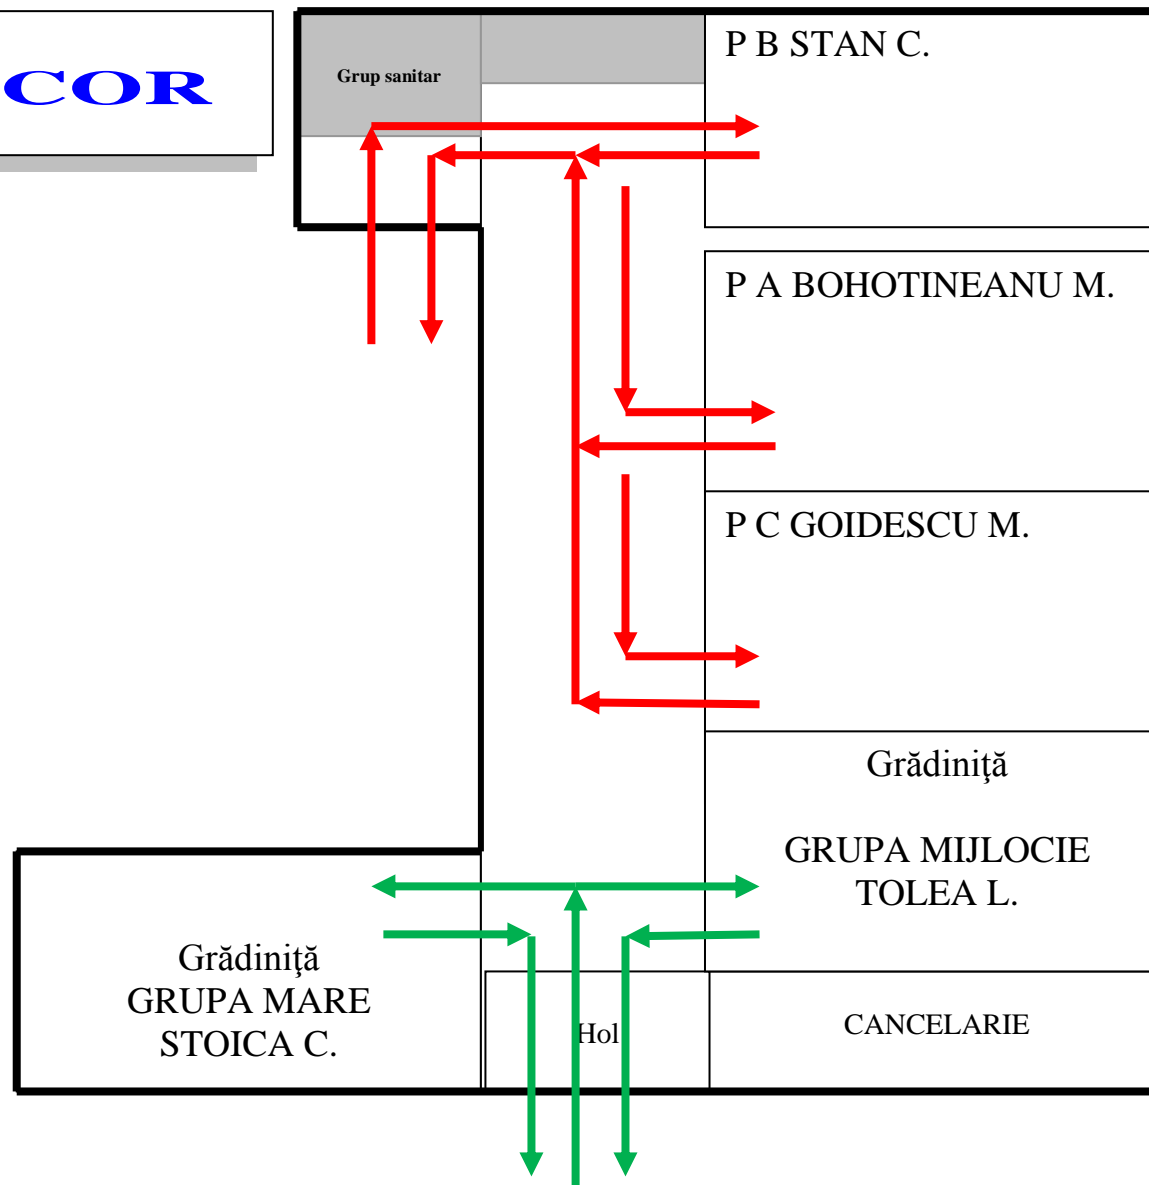 COR
Grup sanitar
P B STAN C.
P A BOHOTINEANU M.
P C GOIDESCU M.
Grădiniţă
GRUPA MIJLOCIE
TOLEA L.
Grădiniţă
GRUPA MARE
STOICA C.
Hol
CANCELARIE